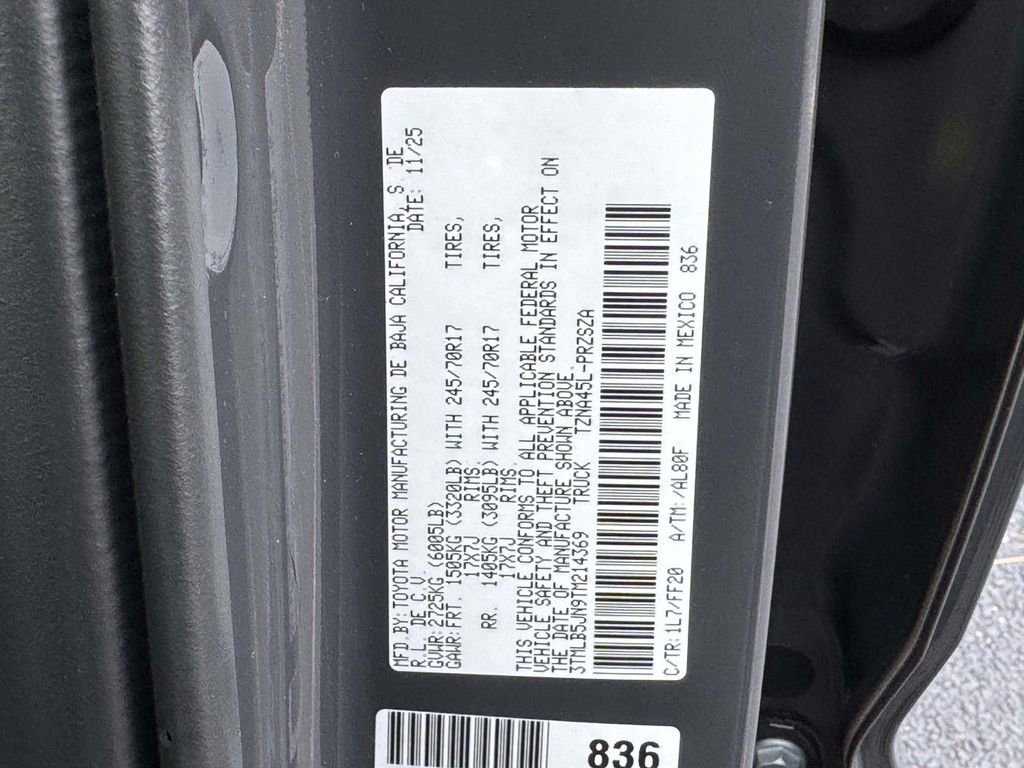 MFD BY: TOYOTA MOTOR MANUFACTURING DE BAJA CALIFORNIA, S. DE
R.L. DE C.V. DATE: 11/25
GVWR: 2725KG (6005LB)
GAWR: FRT. 1505KG (3320LB) WITH 245/70R17 TIRES,
17X7J RIMS
RR. 1405KG (3095LB) WITH 245/70R17 TIRES,
17X7J RIMS.
THIS VEHICLE CONFORMS TO ALL APPLICABLE FEDERAL MOTOR
VEHICLE SAFETY AND THEFT PREVENTION STANDARDS IN EFFECT ON
THE DATE OF MANUFACTURE SHOWN ABOVE.
3TMLB5JN9TM214369 TRUCK TZNA45L-PRZSZA
C/TR: 1L7/FF20 A/TM: /AL80F MADE IN MEXICO 836
836